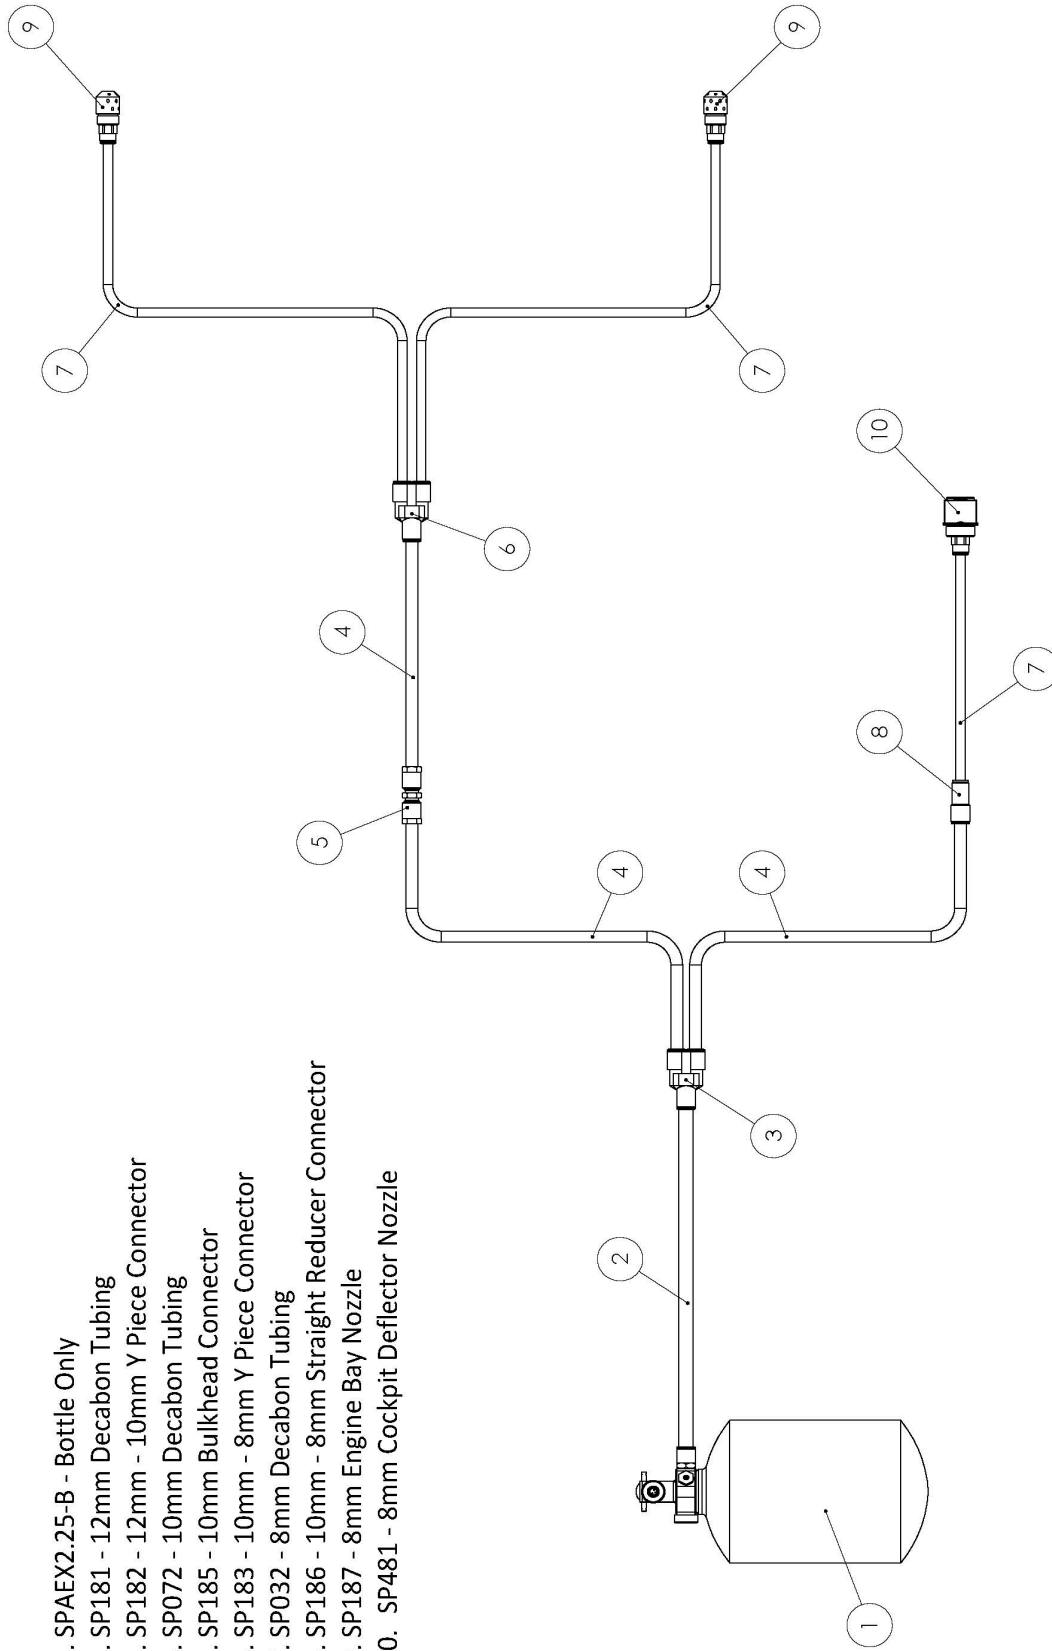 . SPAEX2.25-B - Bottle Only
. SP181 - 12mm Decabon Tubing
. SP182 - 12mm - 10mm Y Piece Connector
. SP072 - 10mm Decabon Tubing
. SP185 - 10mm Bulkhead Connector
. SP183 - 10mm - 8mm Y Piece Connector
. SP032 - 8mm Decabon Tubing
. SP186 - 10mm - 8mm Straight Reducer Connector
. SP187 - 8mm Engine Bay Nozzle
0. SP481 - 8mm Cockpit Deflector Nozzle
1
2
3
4
4
5
4
6
7
7
8
7
9
9
10